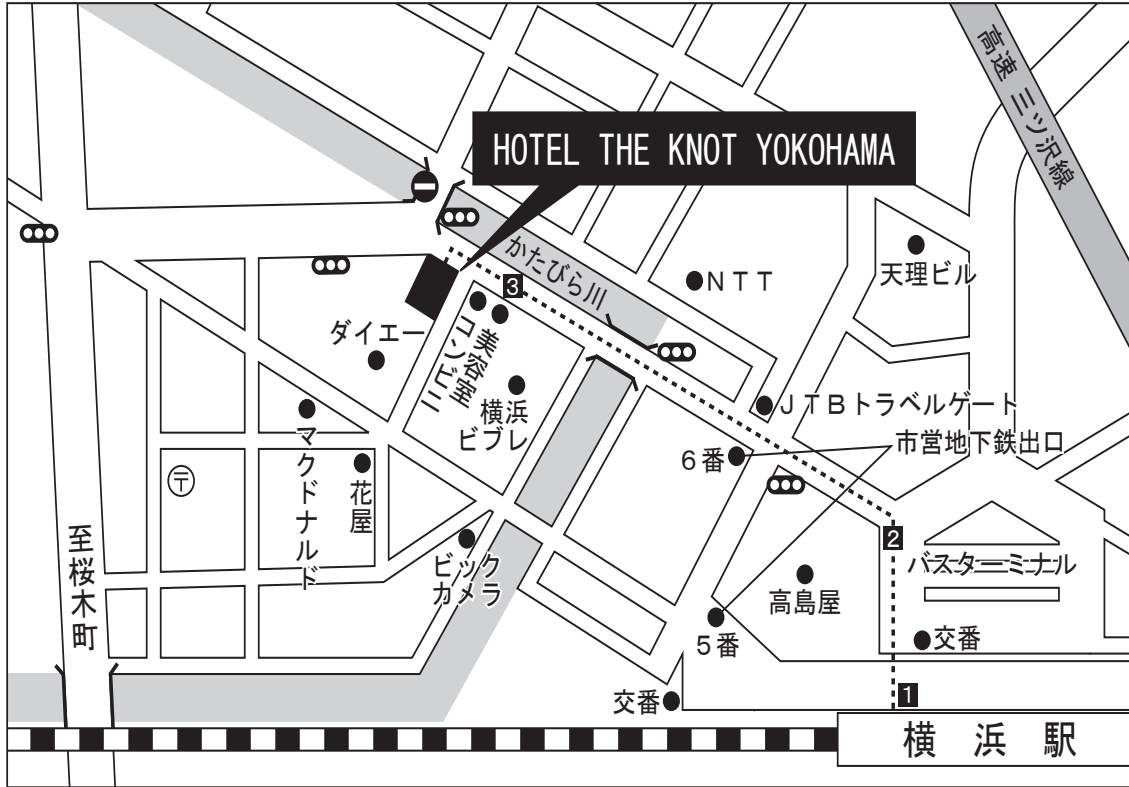 高速 三ツ沢線
HOTEL THE KNOT YOKOHAMA
かたびら川
3
NTT
天理ビル
ダイエー
コンビニ
美容室
横浜
ビブレ
JTBトラベルゲート
市営地下鉄出口
6番
マクドナルド
〒
花屋
2
至桜木町
ビック
カメラ
バスターミナル
高島屋
5番
交番
1
交番
横浜駅